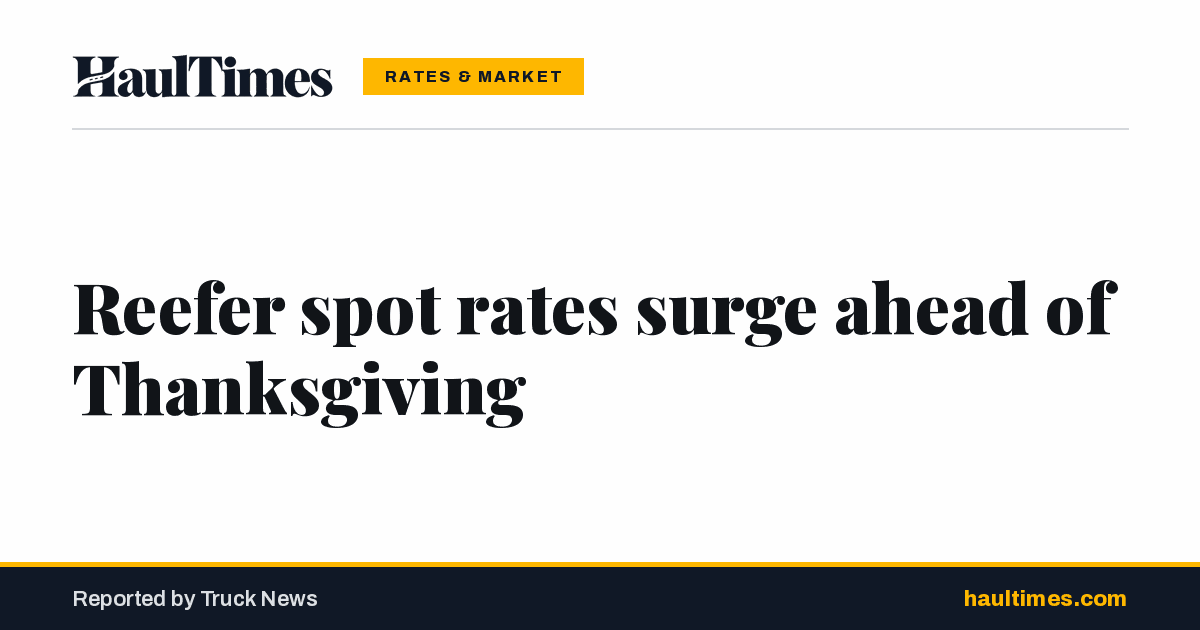 HaulTimes
RATES & MARKET
Reefer spot rates surge ahead of
Thanksgiving
Reported by Truck News
haultimes.com